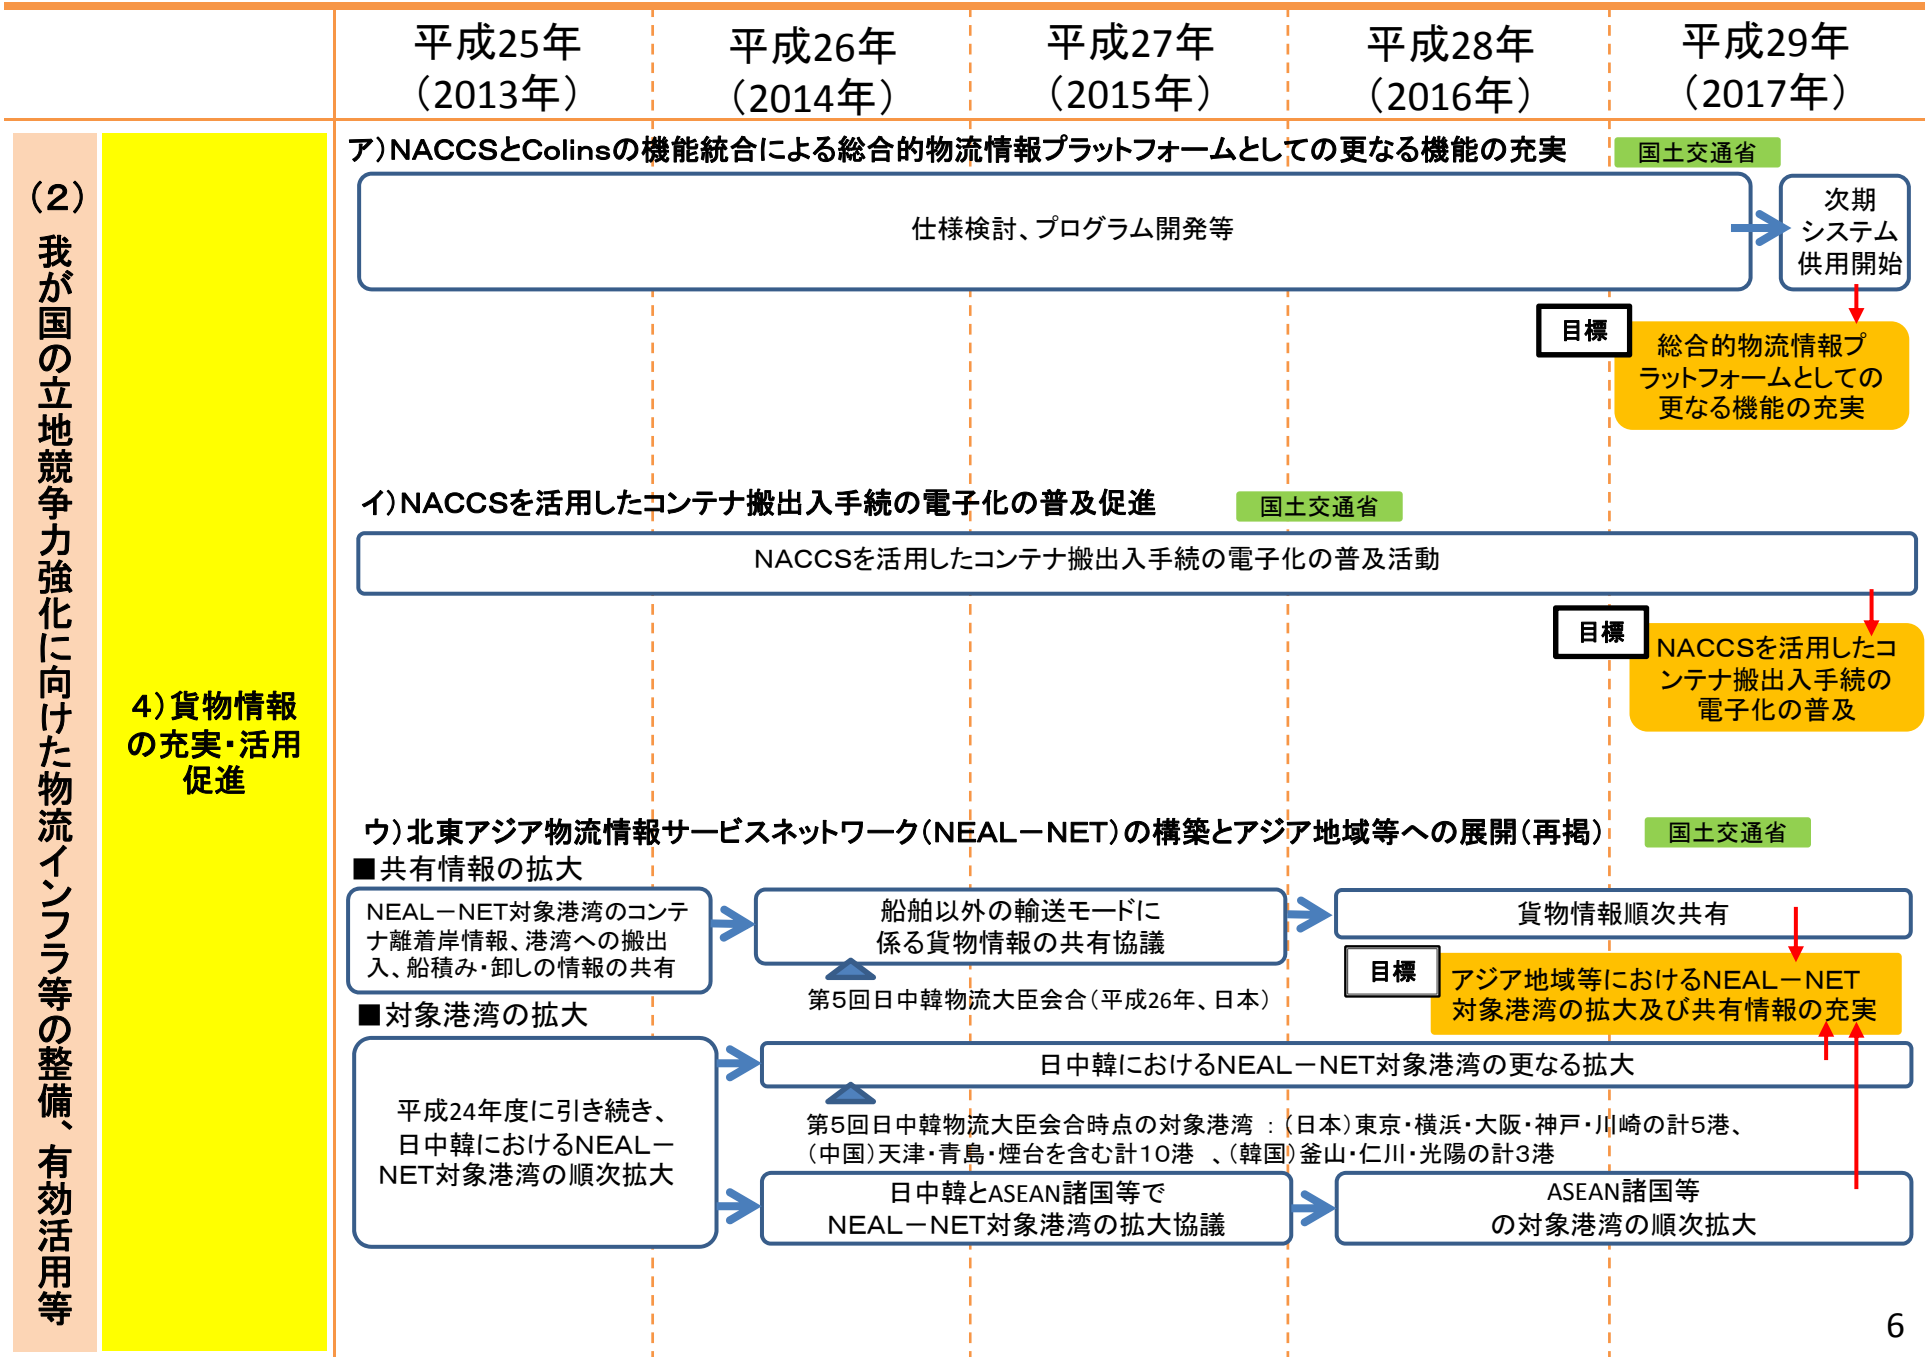 平成25年
（2013年）
平成26年
（2014年）
平成27年
（2015年）
平成28年
（2016年）
平成29年
（2017年）
（２）我が国の立地競争力強化に向けた物流インフラ等の整備、有効活用等
４）貨物情報
の充実・活用
促進
ア）ＮＡＣＣＳとＣｏｌｉｎｓの機能統合による総合的物流情報プラットフォームとしての更なる機能の充実
国土交通省
仕様検討、プログラム開発等
次期
システム
供用開始
目標
総合的物流情報プ
ラットフォームとしての
更なる機能の充実
イ）ＮＡＣＣＳを活用したコンテナ搬出入手続の電子化の普及促進
国土交通省
ＮＡＣＣＳを活用したコンテナ搬出入手続の電子化の普及活動
目標
ＮＡＣＣＳを活用したコ
ンテナ搬出入手続の
電子化の普及
ウ）北東アジア物流情報サービスネットワーク（ＮＥＡＬ－ＮＥＴ）の構築とアジア地域等への展開（再掲）
国土交通省
■共有情報の拡大
ＮＥＡＬ－ＮＥＴ対象港湾のコンテ
ナ離着岸情報、港湾への搬出
入、船積み・卸しの情報の共有
船舶以外の輸送モードに
係る貨物情報の共有協議
貨物情報順次共有
第５回日中韓物流大臣会合（平成26年、日本）
目標
アジア地域等におけるＮＥＡＬ－ＮＥＴ
対象港湾の拡大及び共有情報の充実
■対象港湾の拡大
平成24年度に引き続き、
日中韓におけるＮＥＡＬ－
ＮＥＴ対象港湾の順次拡大
日中韓におけるＮＥＡＬ－ＮＥＴ対象港湾の更なる拡大
第５回日中韓物流大臣会合時点の対象港湾 ：（日本）東京・横浜・大阪・神戸・川崎の計５港、
（中国）天津・青島・煙台を含む計１０港 、（韓国）釜山・仁川・光陽の計３港
日中韓とASEAN諸国等で
ＮＥＡＬ－ＮＥＴ対象港湾の拡大協議
ASEAN諸国等
の対象港湾の順次拡大
6